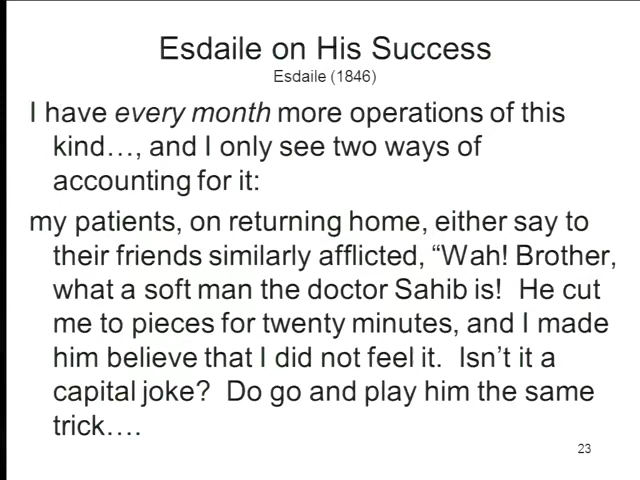 Esdaile on His Success
Esdaile (1846)
I have every month more operations of this
kind…, and I only see two ways of
accounting for it:
my patients, on returning home, either say to
their friends similarly afflicted, “Wah! Brother,
what a soft man the doctor Sahib is!  He cut
me to pieces for twenty minutes, and I made
him believe that I did not feel it.  Isn’t it a
capital joke?  Do go and play him the same
trick….
23